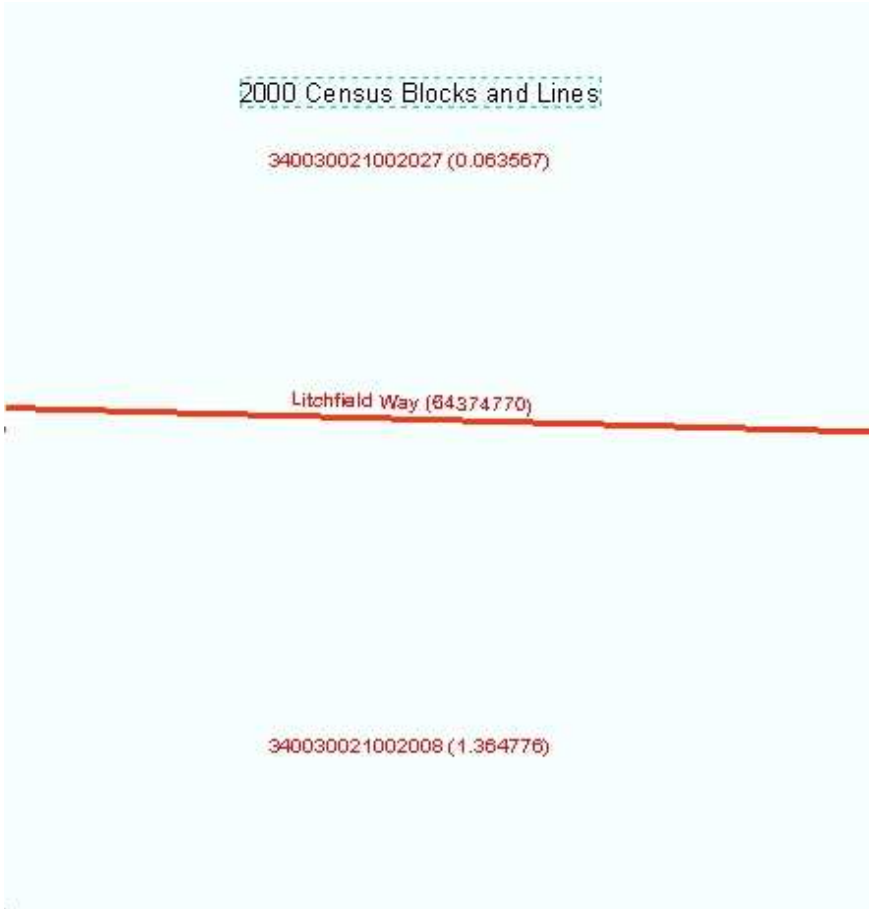 2000 Census Blocks and Lines
340030021002027 (0.063567)
Litchfield Way (64374770)
340030021002008 (1.364776)